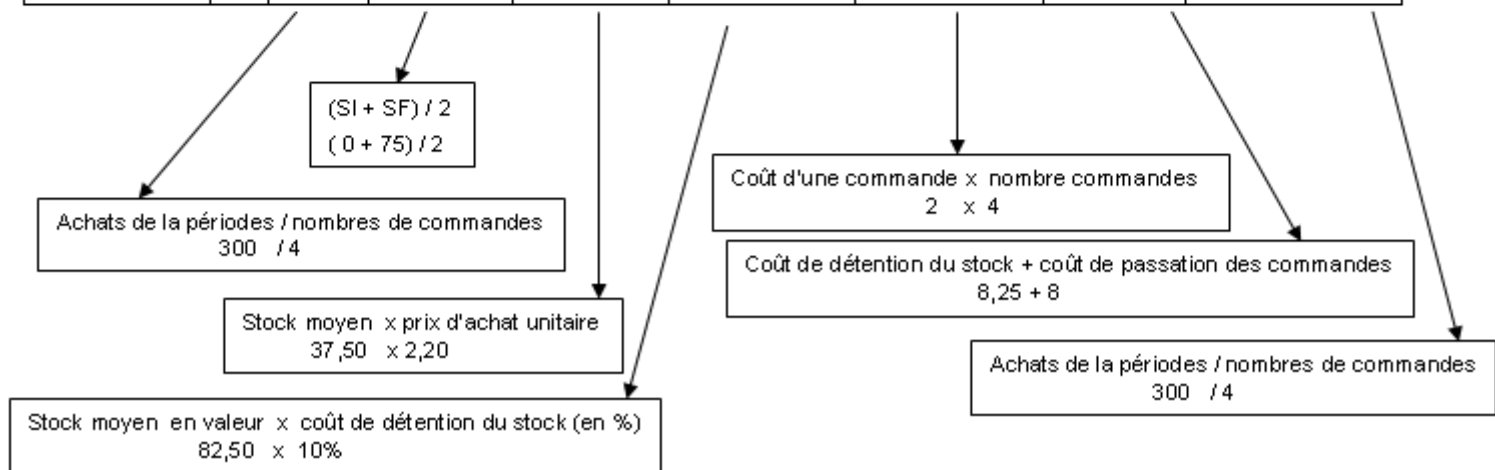 (SI + SF) / 2
( 0 + 75) / 2
Coût d'une commande x nombre commandes
2 x 4
Achats de la périodes / nombres de commandes
300 / 4
Coût de détention du stock + coût de passation des commandes
8,25 + 8
Stock moyen x prix d'achat unitaire
37,50 x 2,20
Achats de la périodes / nombres de commandes
300 / 4
Stock moyen en valeur x coût de détention du stock (en %)
82,50 x 10%